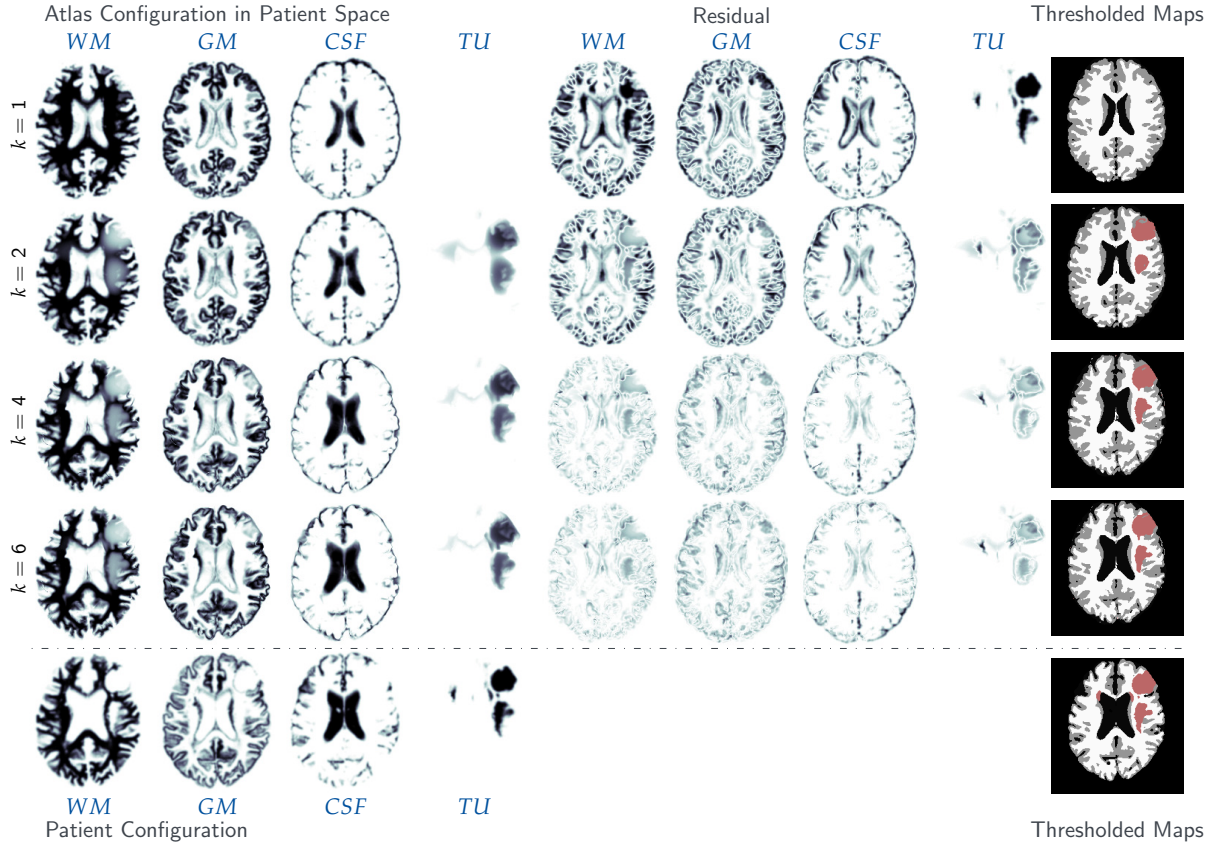 Atlas Configuration in Patient Space Residual Thresholded Maps
WM GM CSF TU WM GM CSF TU
k = 1
k = 2
k = 4
k = 6
WM GM CSF TU
Patient Configuration Thresholded Maps